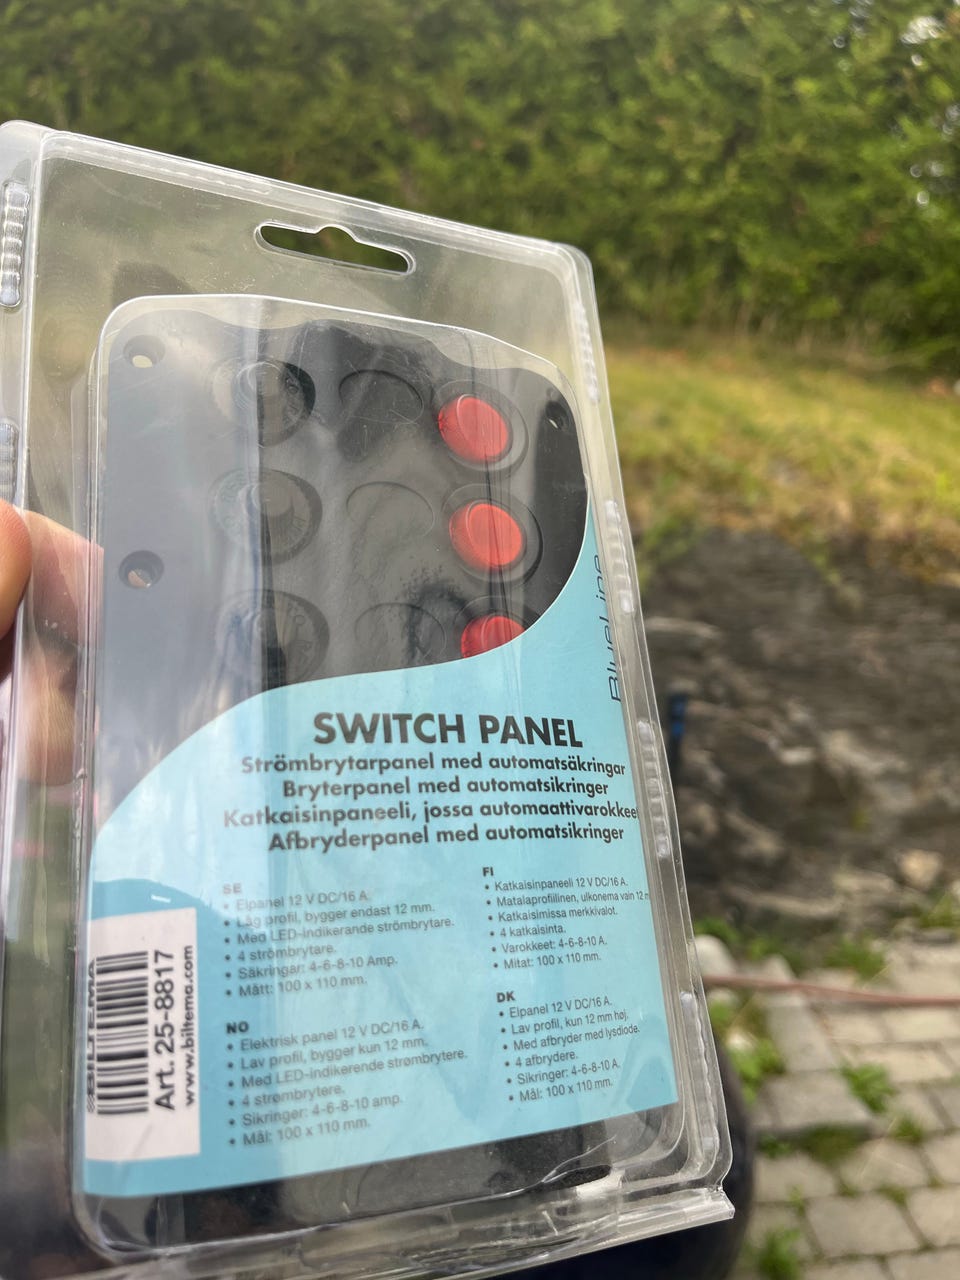 BlueLine
SWITCH PANEL
Strömbrytarpanel med automatsäkringar
Bryterpanel med automatsikringer
Katkaisinpaneeli, jossa automaattivarokkeet
Afbryderpanel med automatsikringer
SE
• Elpanel 12 V DC/16 A.
• Låg profil, bygger endast 12 mm.
• Med LED-indikerande strömbrytare.
• 4 strömbrytare.
• Säkringar: 4-6-8-10 Amp.
• Mått: 100 x 110 mm.
NO
• Elektrisk panel 12 V DC/16 A.
• Lav profil, bygger kun 12 mm.
• Med LED-indikerende strømbrytere.
• 4 strømbrytere.
• Sikringer: 4-6-8-10 amp.
• Mål: 100 x 110 mm.
FI
• Katkaisinpaneeli 12 V DC/16 A.
• Matalaprofiilinen, ulkonema vain 12 m
• Katkaisimissa merkkivalot.
• 4 katkaisinta.
• Varokkeet: 4-6-8-10 A.
• Mitat: 100 x 110 mm.
DK
• Elpanel 12 V DC/16 A.
• Lav profil, kun 12 mm høj.
• Med afbryder med lysdiode.
• 4 afbrydere.
• Sikringer: 4-6-8-10 A.
• Mål: 100 x 110 mm.
BILTEMA
Art. 25-8817
www.biltema.com